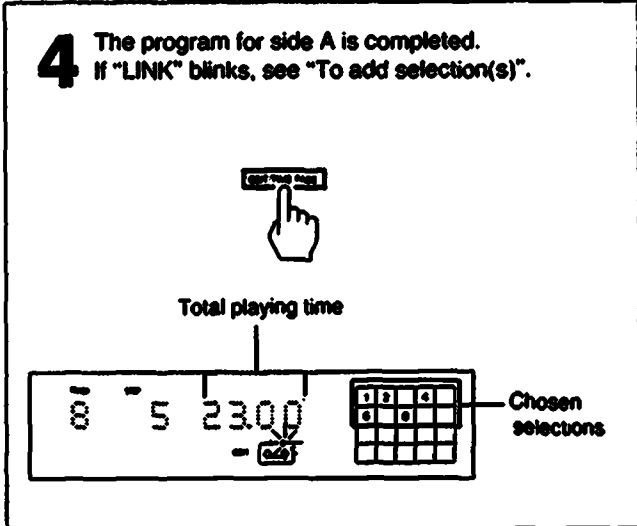 4 The program for side A is completed.
If "LINK" blinks, see "To add selection(s)".
Total playing time
8 5 23.00
1 2 4
6 8
Chosen
selections